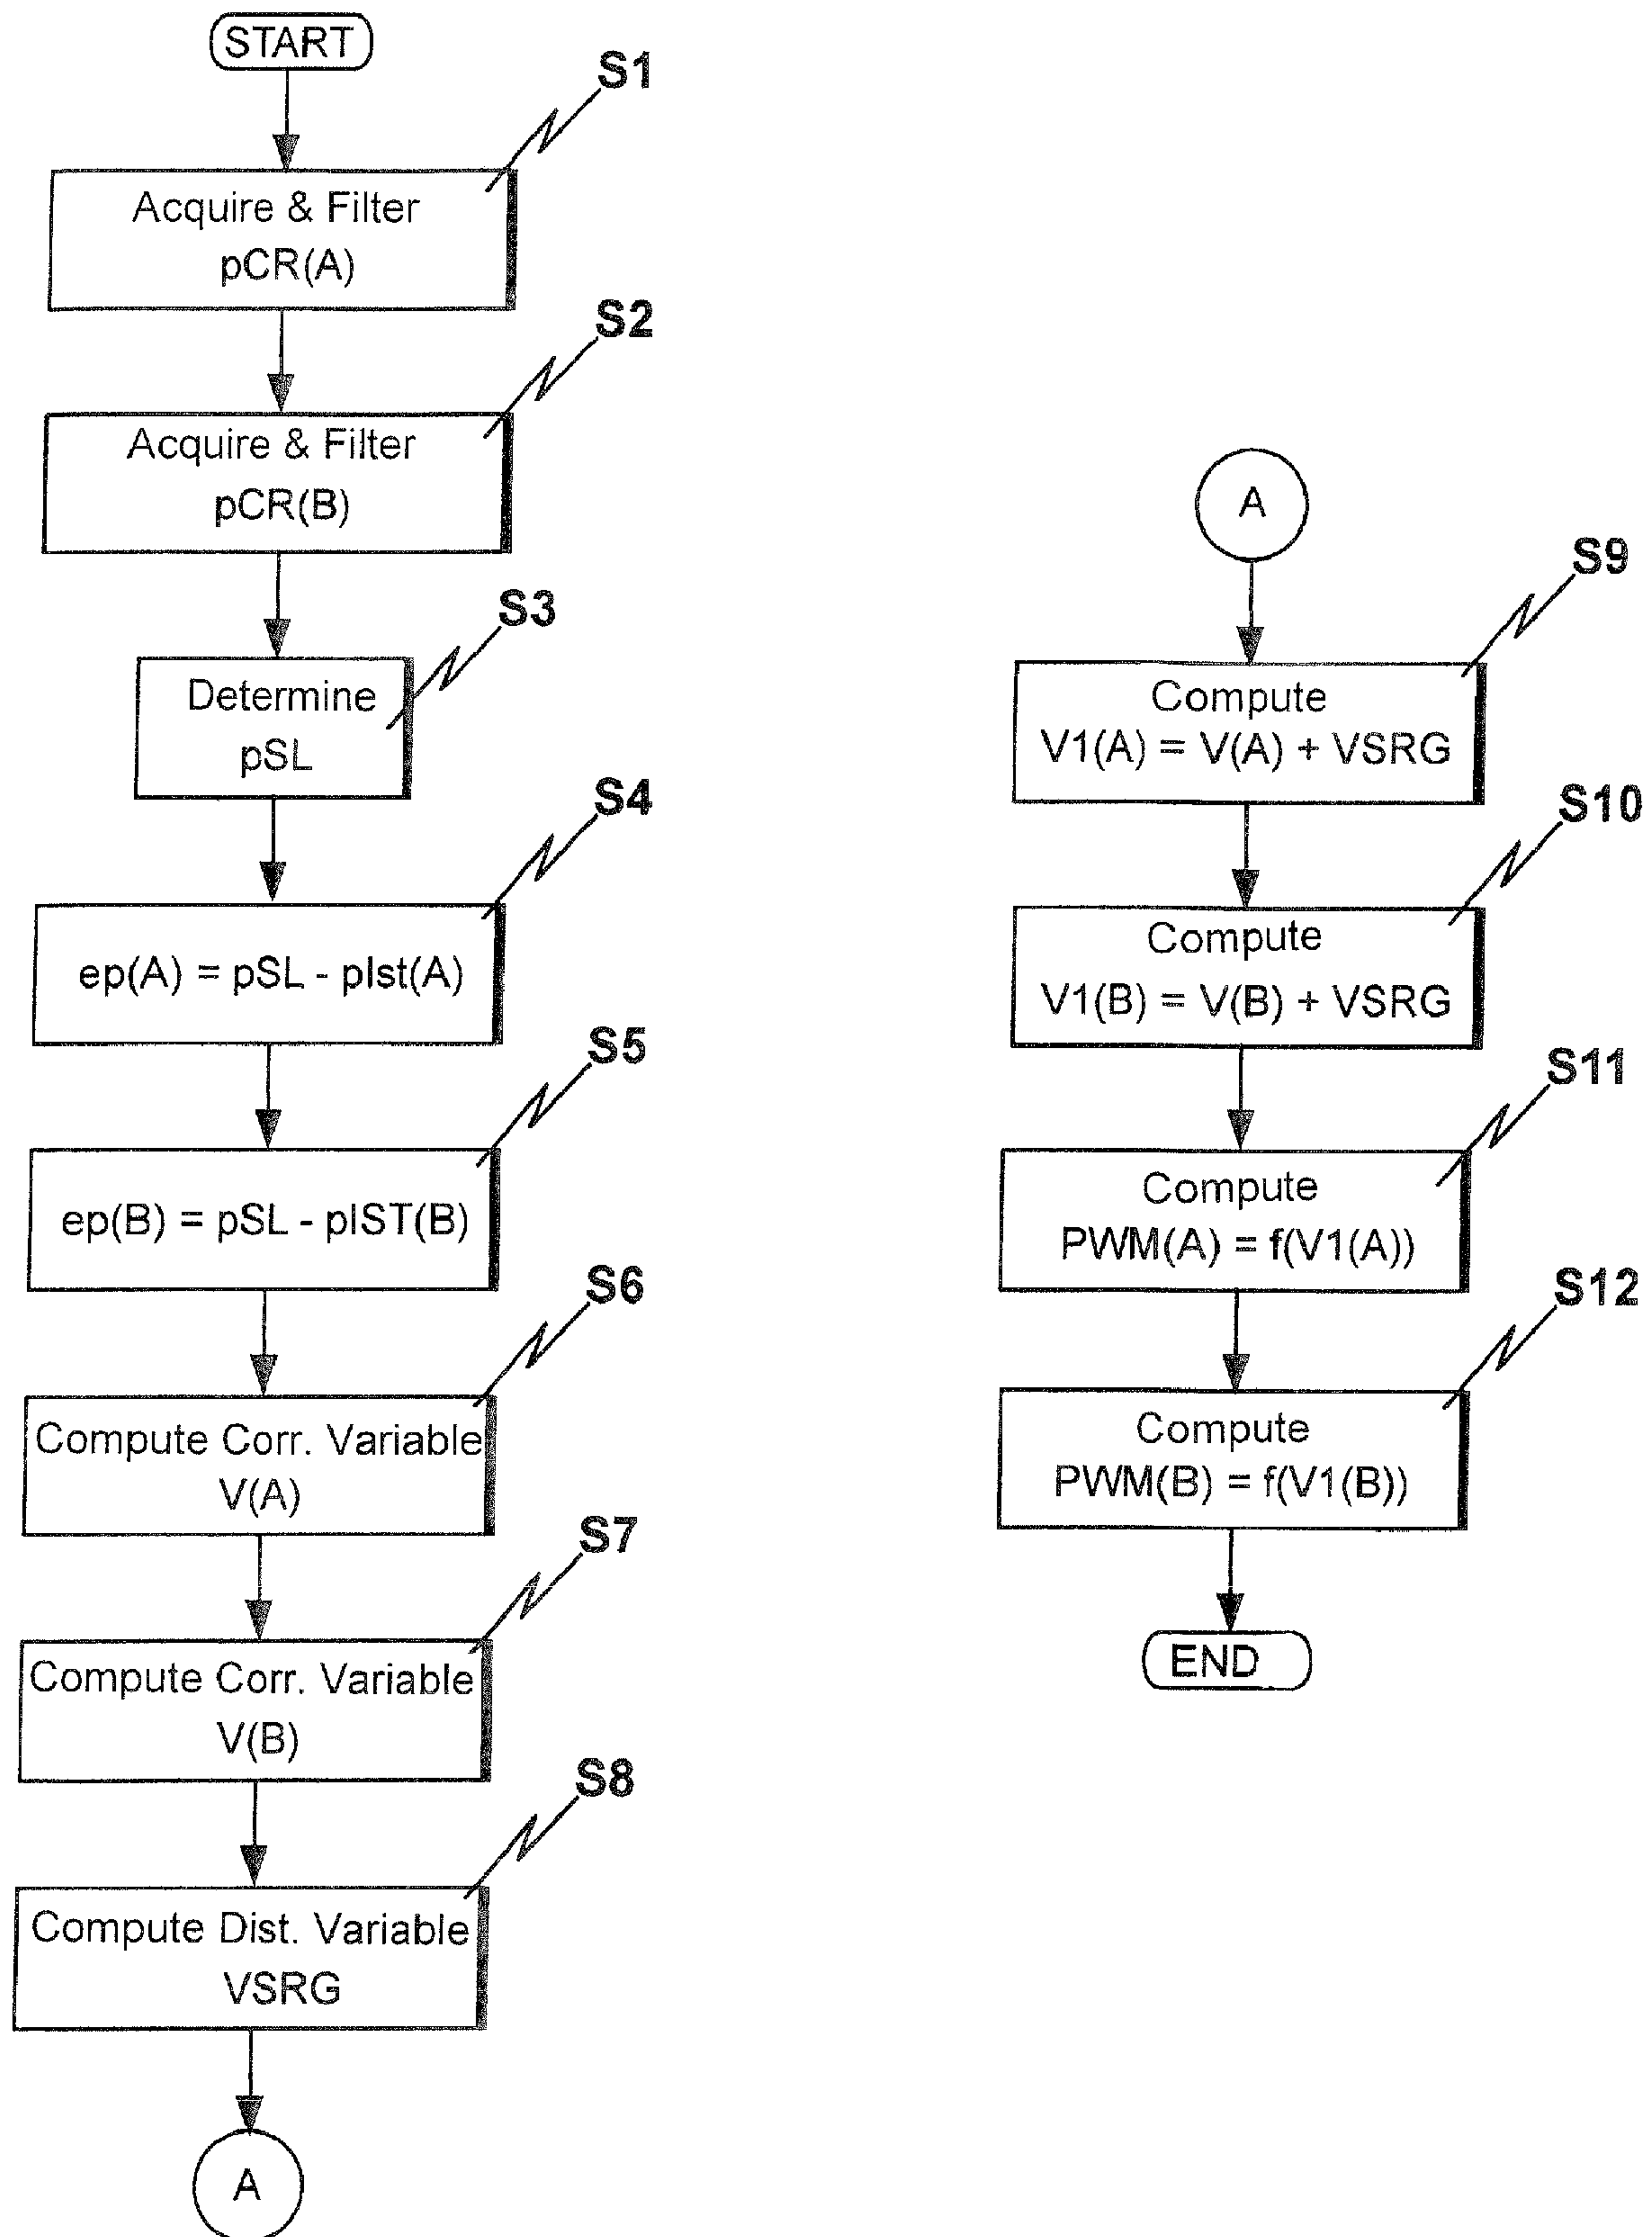 START
S1
Acquire & Filter
pCR(A)
S2
Acquire & Filter
pCR(B)
S3
Determine
pSL
S4
ep(A) = pSL - pIst(A)
S5
ep(B) = pSL - pIST(B)
S6
Compute Corr. Variable
V(A)
S7
Compute Corr. Variable
V(B)
S8
Compute Dist. Variable
VSRG
A
A
S9
Compute
V1(A) = V(A) + VSRG
S10
Compute
V1(B) = V(B) + VSRG
S11
Compute
PWM(A) = f(V1(A))
S12
Compute
PWM(B) = f(V1(B))
END